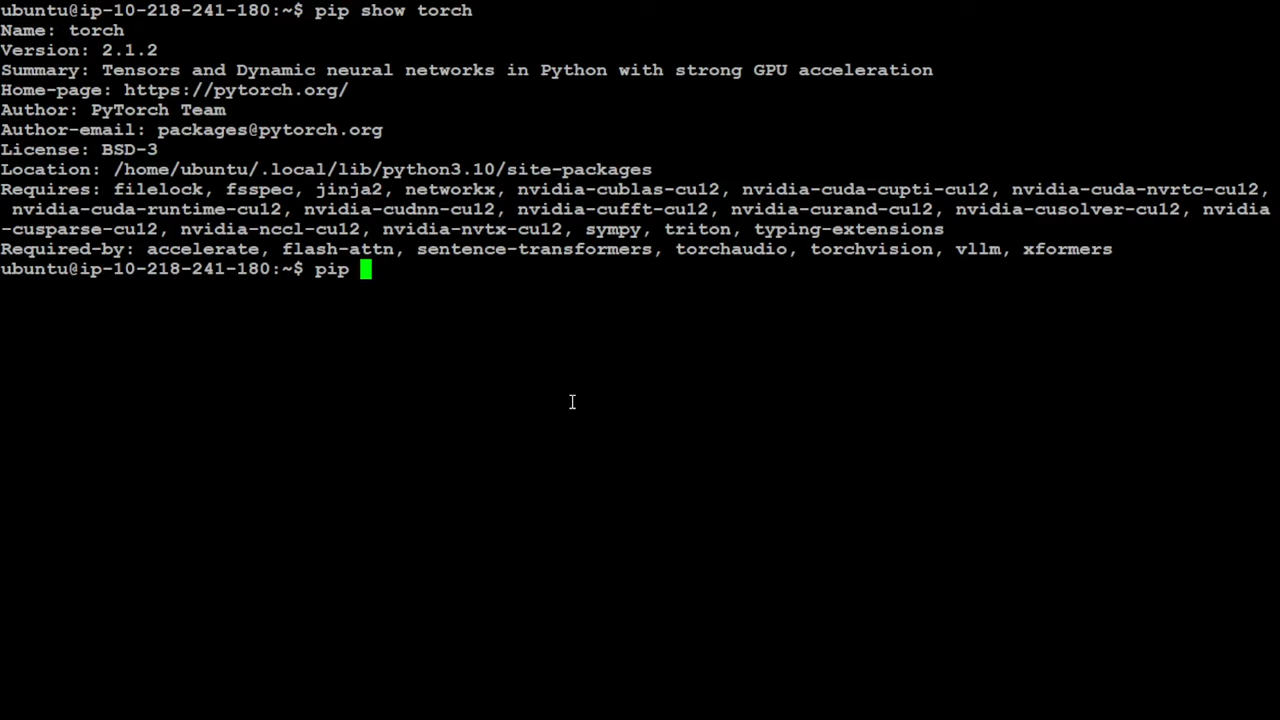 ubuntu@ip-10-218-241-180:~$ pip show torch
Name: torch
Version: 2.1.2
Summary: Tensors and Dynamic neural networks in Python with strong GPU acceleration
Home-page: https://pytorch.org/
Author: PyTorch Team
Author-email: packages@pytorch.org
License: BSD-3
Location: /home/ubuntu/.local/lib/python3.10/site-packages
Requires: filelock, fsspec, jinja2, networkx, nvidia-cublas-cu12, nvidia-cuda-cupti-cu12, nvidia-cuda-nvrtc-cu12,
 nvidia-cuda-runtime-cu12, nvidia-cudnn-cu12, nvidia-cufft-cu12, nvidia-curand-cu12, nvidia-cusolver-cu12, nvidia
-cusparse-cu12, nvidia-nccl-cu12, nvidia-nvtx-cu12, sympy, triton, typing-extensions
Required-by: accelerate, flash-attn, sentence-transformers, torchaudio, torchvision, vllm, xformers
ubuntu@ip-10-218-241-180:~$ pip